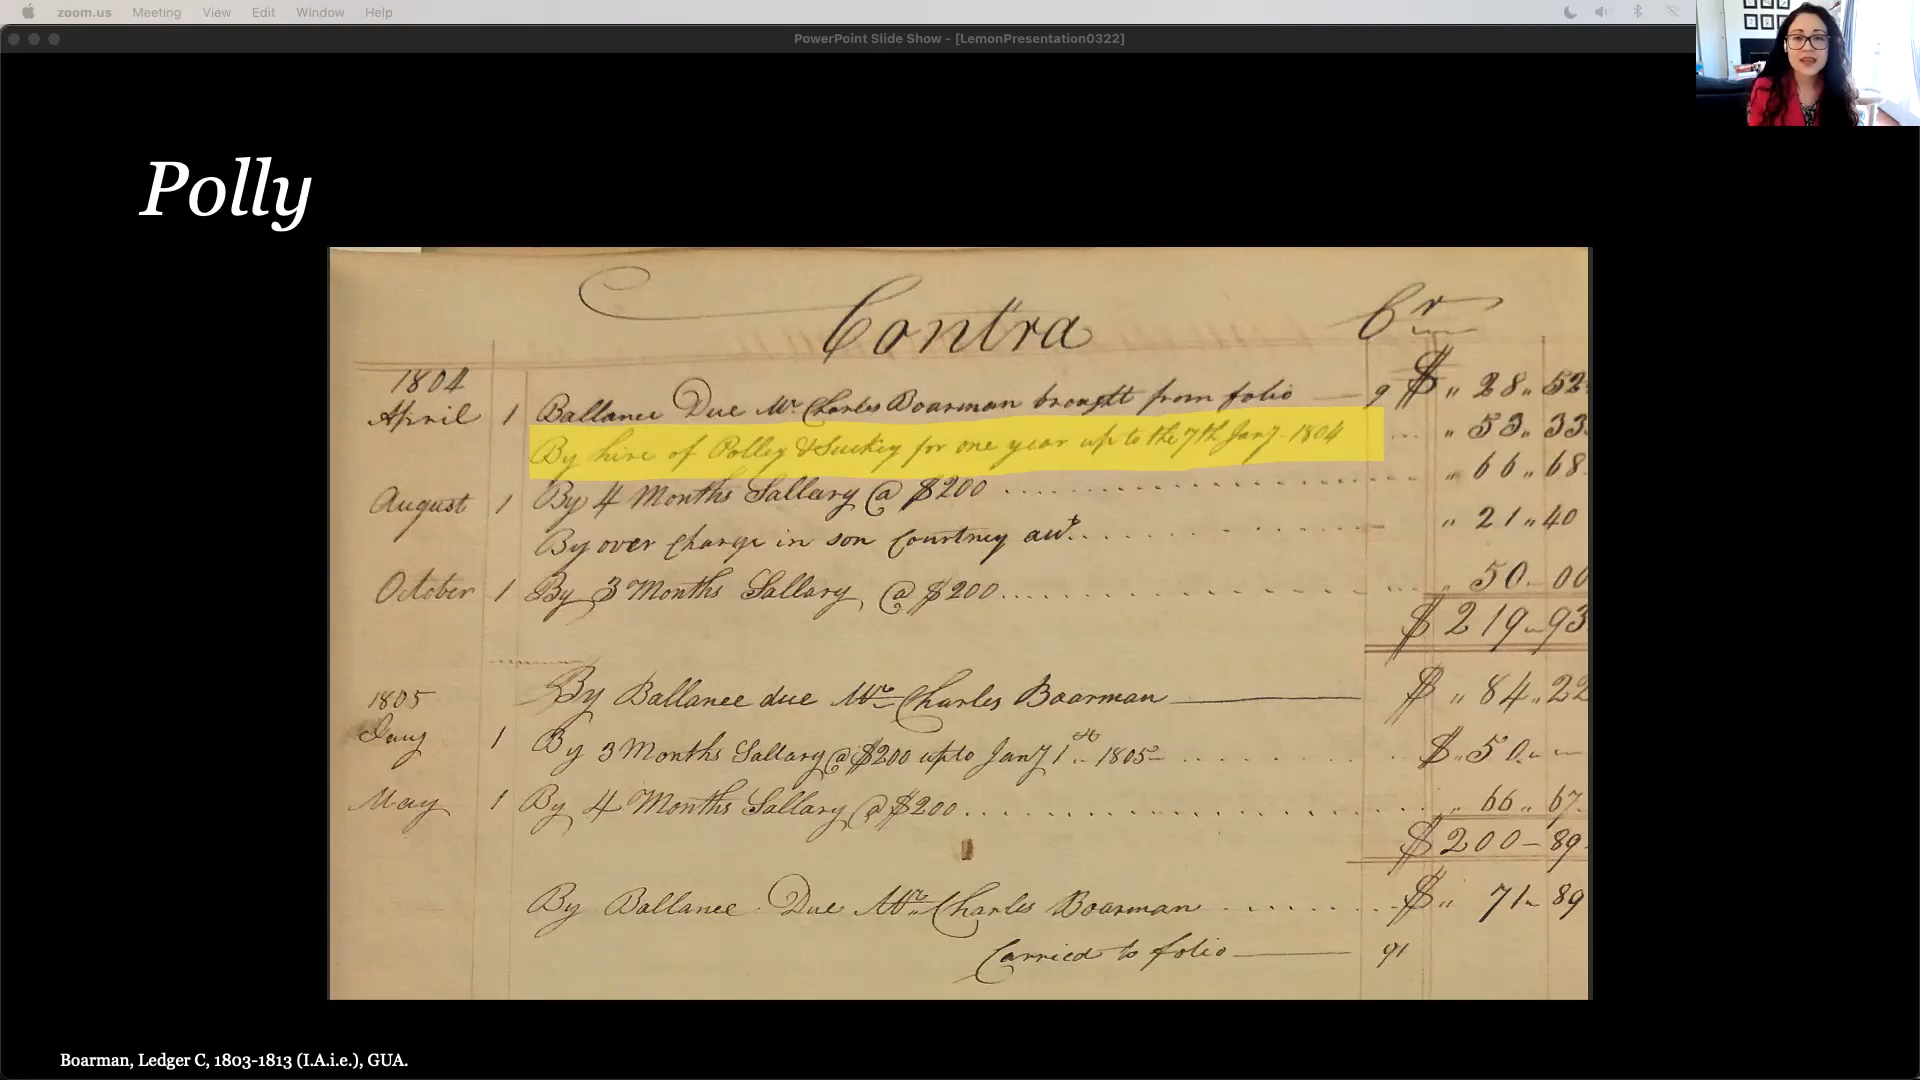 zoom.us Meeting View Edit Window Help
PowerPoint Slide Show - [LemonPresentation0322]
Polly
Contra Cr
1804 $
April 1 Ballance Due Mr. Charles Boarman brought from folio — 9 $ " 28 " 52
By hire of Polly & Suckey for one year up to the 7th Jany. 1804 ... " 53 " 33
August 1 By 4 Months Sallary @ $200 ............ " 66 " 68
By over charge in son Courtney acct. ............ " 21 " 40
October 1 By 3 Months Sallary @ $200 ............ " 50 - 00
$ 219 - 93
By Ballance due Mr. Charles Boarman — $ " 84 " 22
1805
Jany 1 By 3 Months Sallary @ $200 upto Jany 1st .. 1805 - ........ $ " 50 " —
May 1 By 4 Months Sallary @ $200 ............ " 66 " 67
$ 200 - 89
By Ballance Due Mr. Charles Boarman ....... $ " 71 - 89
Carried to folio — 91
Boarman, Ledger C, 1803-1813 (I.A.i.e.), GUA.